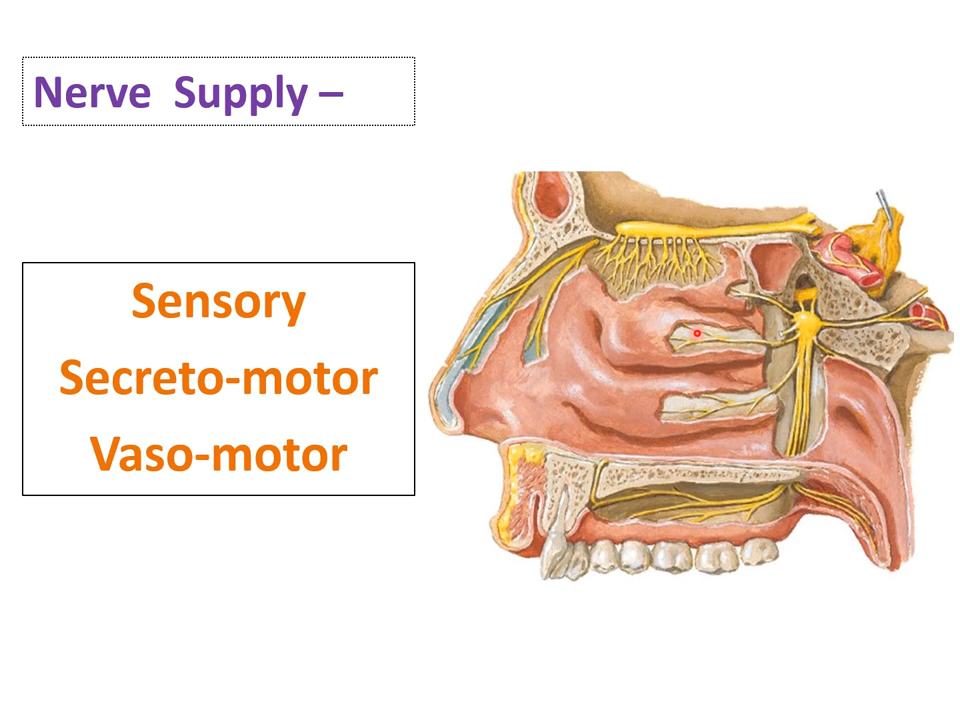 Nerve Supply –
Sensory
Secreto-motor
Vaso-motor